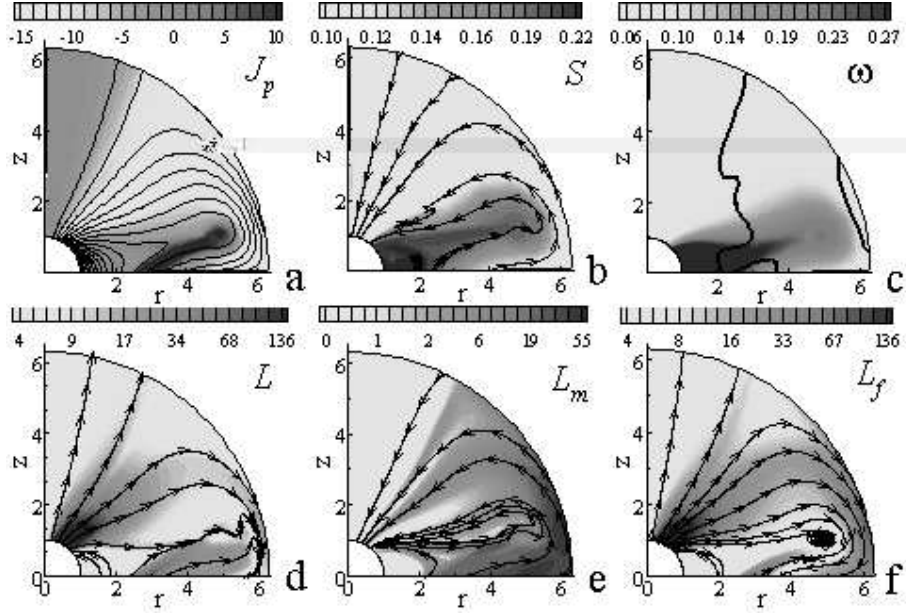 -15 -10 -5 0 5 10
0.10 0.12 0.14 0.16 0.19 0.22
0.06 0.10 0.14 0.19 0.23 0.27
6 4 2 z
J_p
2 r 4 6
a
6 4 2 z
S
2 r 4 6
b
6 4 2 z
ω
2 r 4 6
c
4 9 17 34 68 136
0 1 2 6 19 55
4 8 16 33 67 136
6 4 2 0 z
L
0 2 r 4 6
d
6 4 2 0 z
L_m
0 2 r 4 6
e
6 4 2 0 z
L_f
0 2 r 4 6
f